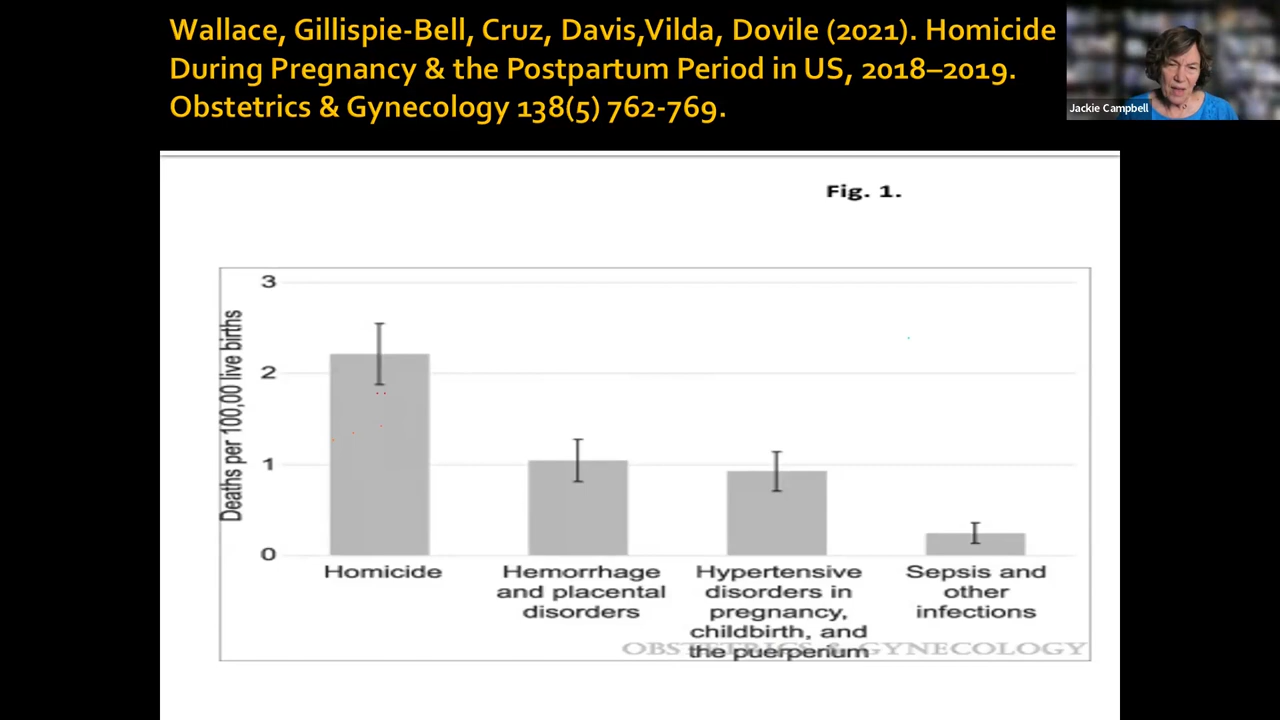 Wallace, Gillispie-Bell, Cruz, Davis,Vilda, Dovile (2021). Homicide
During Pregnancy & the Postpartum Period in US, 2018–2019.
Obstetrics & Gynecology 138(5) 762-769.
Jackie Campbell
Fig. 1.
Deaths per 100,00 live births
3
2
1
0
Homicide
Hemorrhage
and placental
disorders
Hypertensive
disorders in
pregnancy,
childbirth, and
the puerperium
Sepsis and
other
infections
OBSTETRICS & GYNECOLOGY